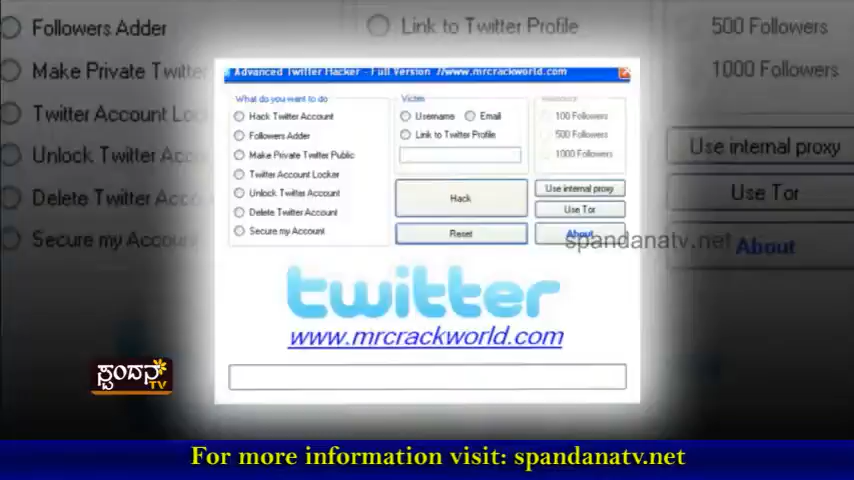 Followers Adder
Link to Twitter Profile
500 Followers
Make Private Twitter
1000 Followers
Unlock Twitter
Use internal proxy
Delete Twitter
Use Tor
Secure my Account
About
Advanced Twitter Hacker - Full Version //www.mrcrackworld.com
What do you want to do
Hack Twitter Account
Followers Adder
Make Private Twitter Public
Twitter Account Locker
Unlock Twitter Account
Delete Twitter Account
Secure my Account
Victim
Username
Email
Link to Twitter Profile
Hack
Reset
100 Followers
500 Followers
1000 Followers
Use internal proxy
Use Tor
About
spandanatv.net
twitter
www.mrcrackworld.com
ಸ್ಪಂದನ
TV
For more information visit: spandanatv.net